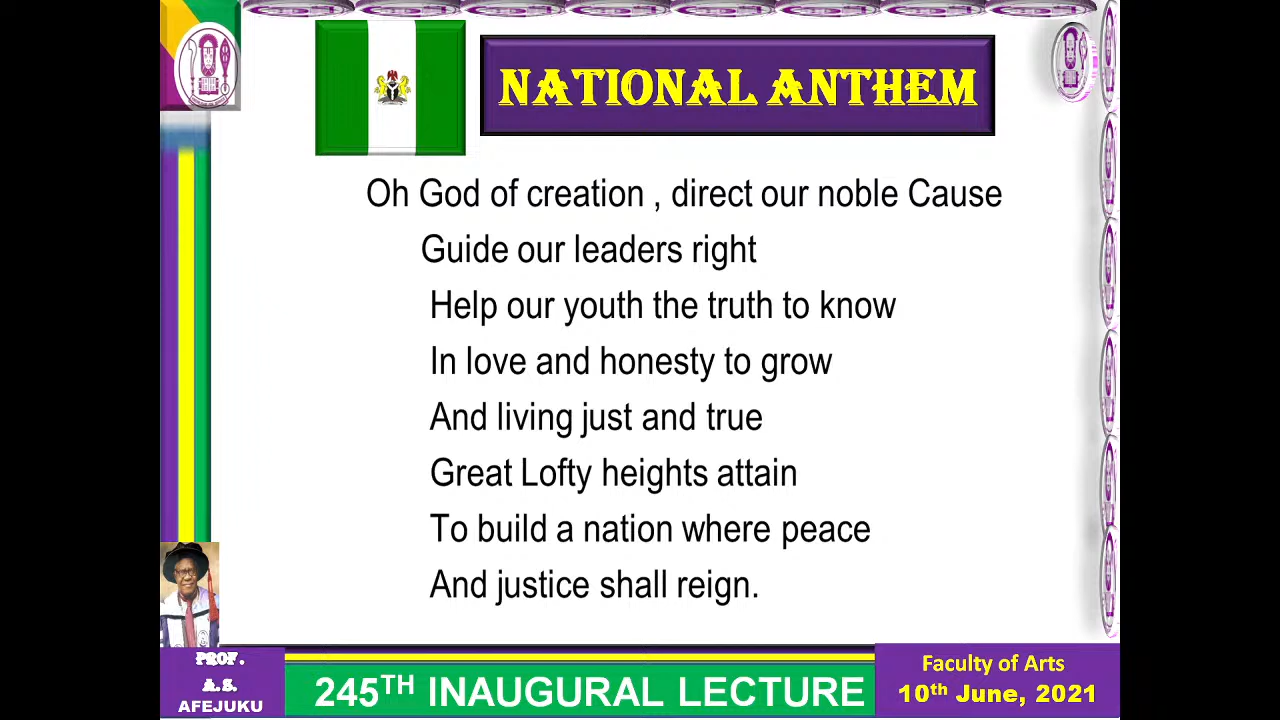 NATIONAL ANTHEM
Oh God of creation , direct our noble Cause
Guide our leaders right
Help our youth the truth to know
In love and honesty to grow
And living just and true
Great Lofty heights attain
To build a nation where peace
And justice shall reign.
PROF.
A.S.
AFEJUKU
245TH INAUGURAL LECTURE
Faculty of Arts
10th June, 2021